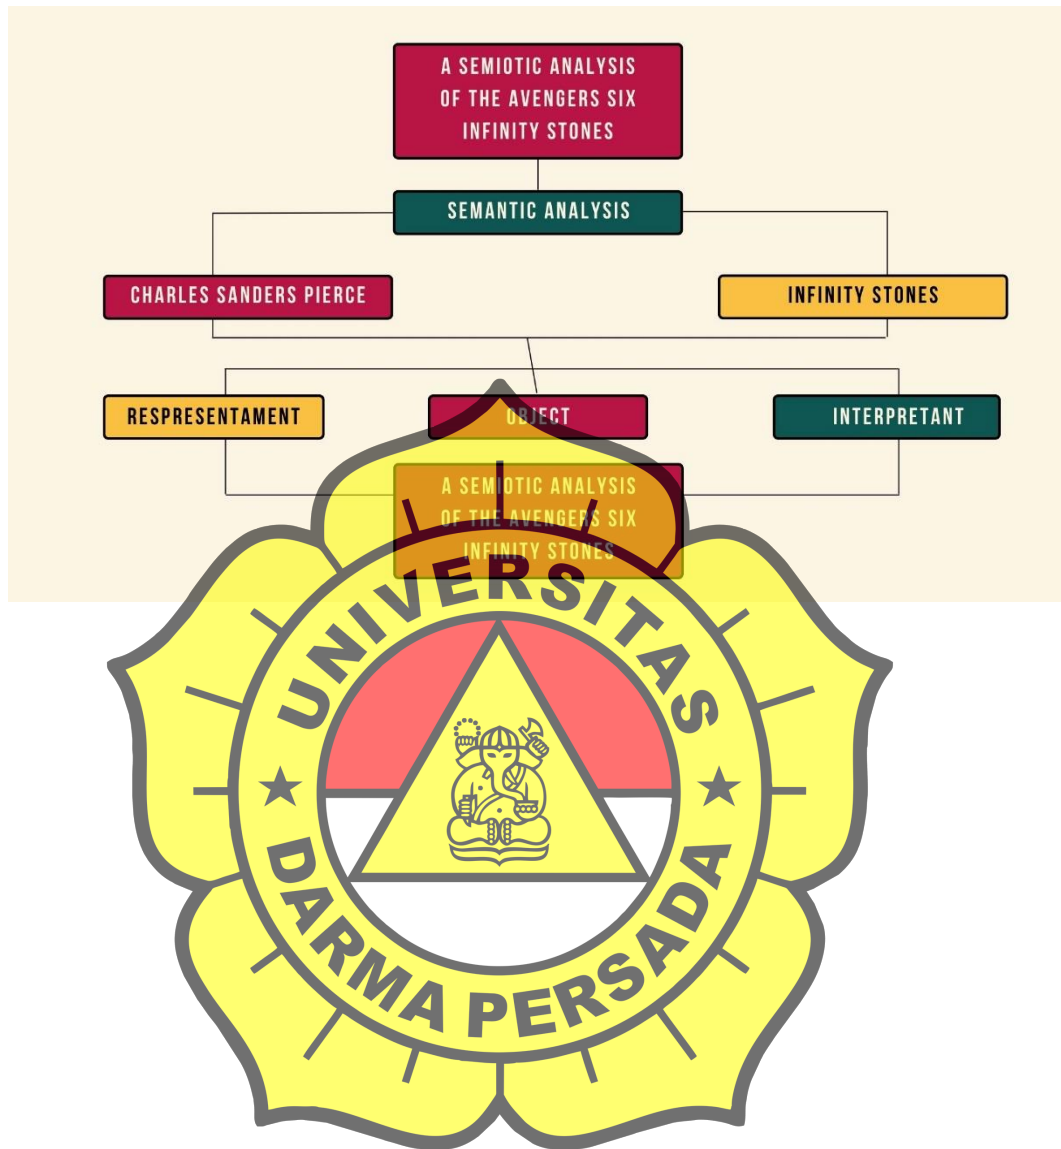 A SEMIOTIC ANALYSIS
OF THE AVENGERS SIX
INFINITY STONES
SEMANTIC ANALYSIS
CHARLES SANDERS PIERCE
INFINITY STONES
RESPRESENTAMENT
OBJECT
INTERPRETANT
A SEMIOTIC ANALYSIS
OF THE AVENGERS SIX
INFINITY STONES
UNIVERSITAS
DARMA PERSADA